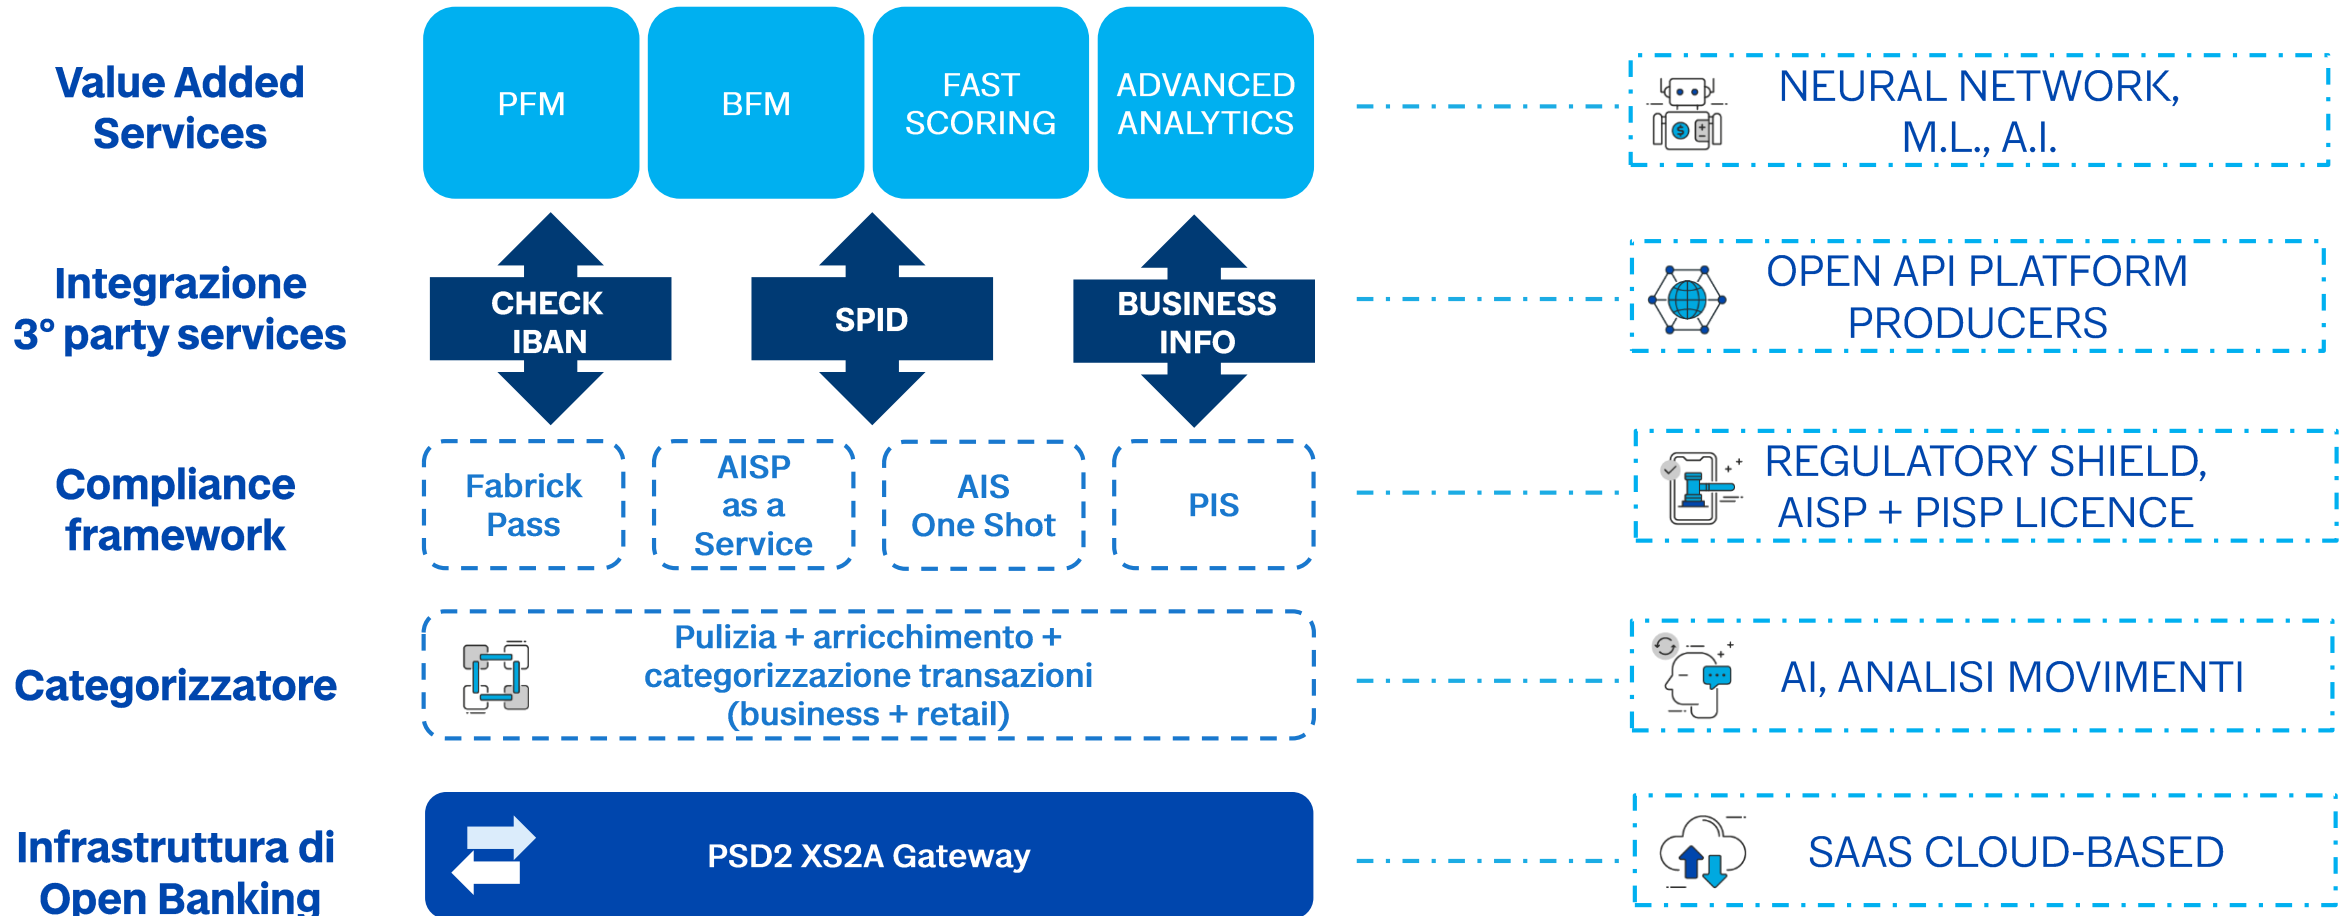 Value Added
Services
PFM
BFM
FAST
SCORING
ADVANCED
ANALYTICS
NEURAL NETWORK,
M.L., A.I.
Integrazione
3° party services
CHECK
IBAN
SPID
BUSINESS
INFO
OPEN API PLATFORM
PRODUCERS
Compliance
framework
Fabrick
Pass
AISP
as a
Service
AIS
One Shot
PIS
REGULATORY SHIELD,
AISP + PISP LICENCE
Categorizzatore
Pulizia + arricchimento +
categorizzazione transazioni
(business + retail)
AI, ANALISI MOVIMENTI
Infrastruttura di
Open Banking
PSD2 XS2A Gateway
SAAS CLOUD-BASED